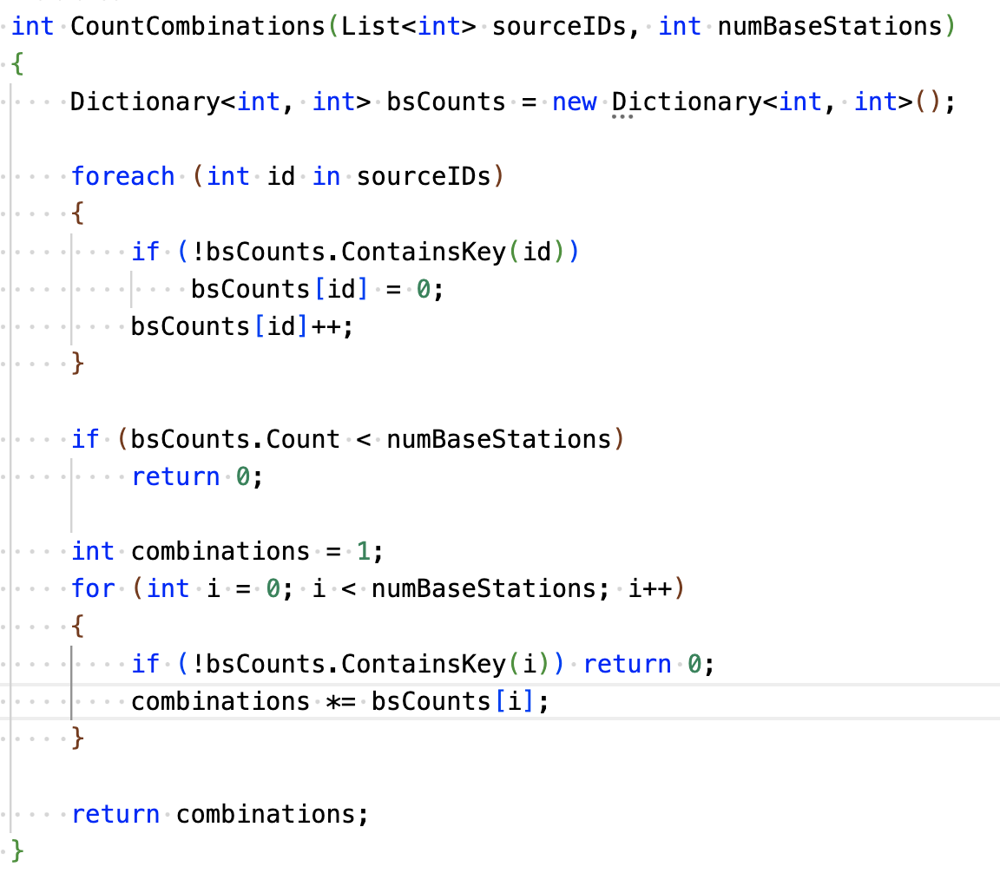 int CountCombinations(List<int> sourceIDs, int numBaseStations)
{
    Dictionary<int, int> bsCounts = new Dictionary<int, int>();

    foreach (int id in sourceIDs)
    {
        if (!bsCounts.ContainsKey(id))
            bsCounts[id] = 0;
        bsCounts[id]++;
    }

    if (bsCounts.Count < numBaseStations)
        return 0;

    int combinations = 1;
    for (int i = 0; i < numBaseStations; i++)
    {
        if (!bsCounts.ContainsKey(i)) return 0;
        combinations *= bsCounts[i];
    }

    return combinations;
}